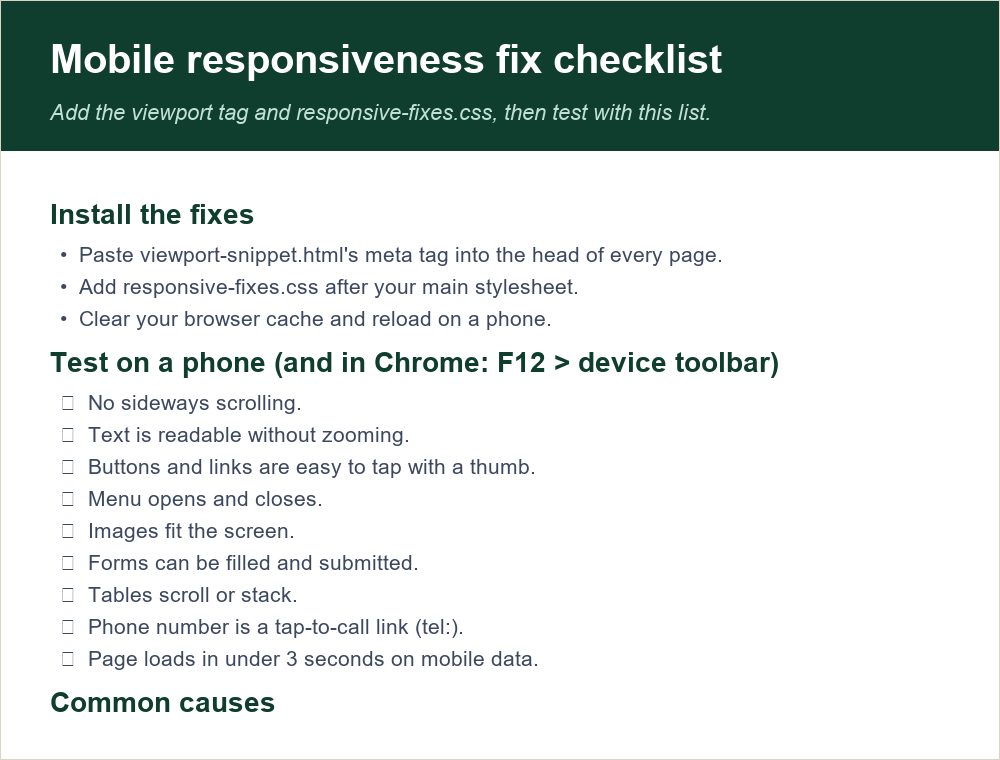 Mobile responsiveness fix checklist
Add the viewport tag and responsive-fixes.css, then test with this list.
Install the fixes
• Paste viewport-snippet.html's meta tag into the head of every page.
• Add responsive-fixes.css after your main stylesheet.
• Clear your browser cache and reload on a phone.
Test on a phone (and in Chrome: F12 > device toolbar)
☐ No sideways scrolling.
☐ Text is readable without zooming.
☐ Buttons and links are easy to tap with a thumb.
☐ Menu opens and closes.
☐ Images fit the screen.
☐ Forms can be filled and submitted.
☐ Tables scroll or stack.
☐ Phone number is a tap-to-call link (tel:).
☐ Page loads in under 3 seconds on mobile data.
Common causes